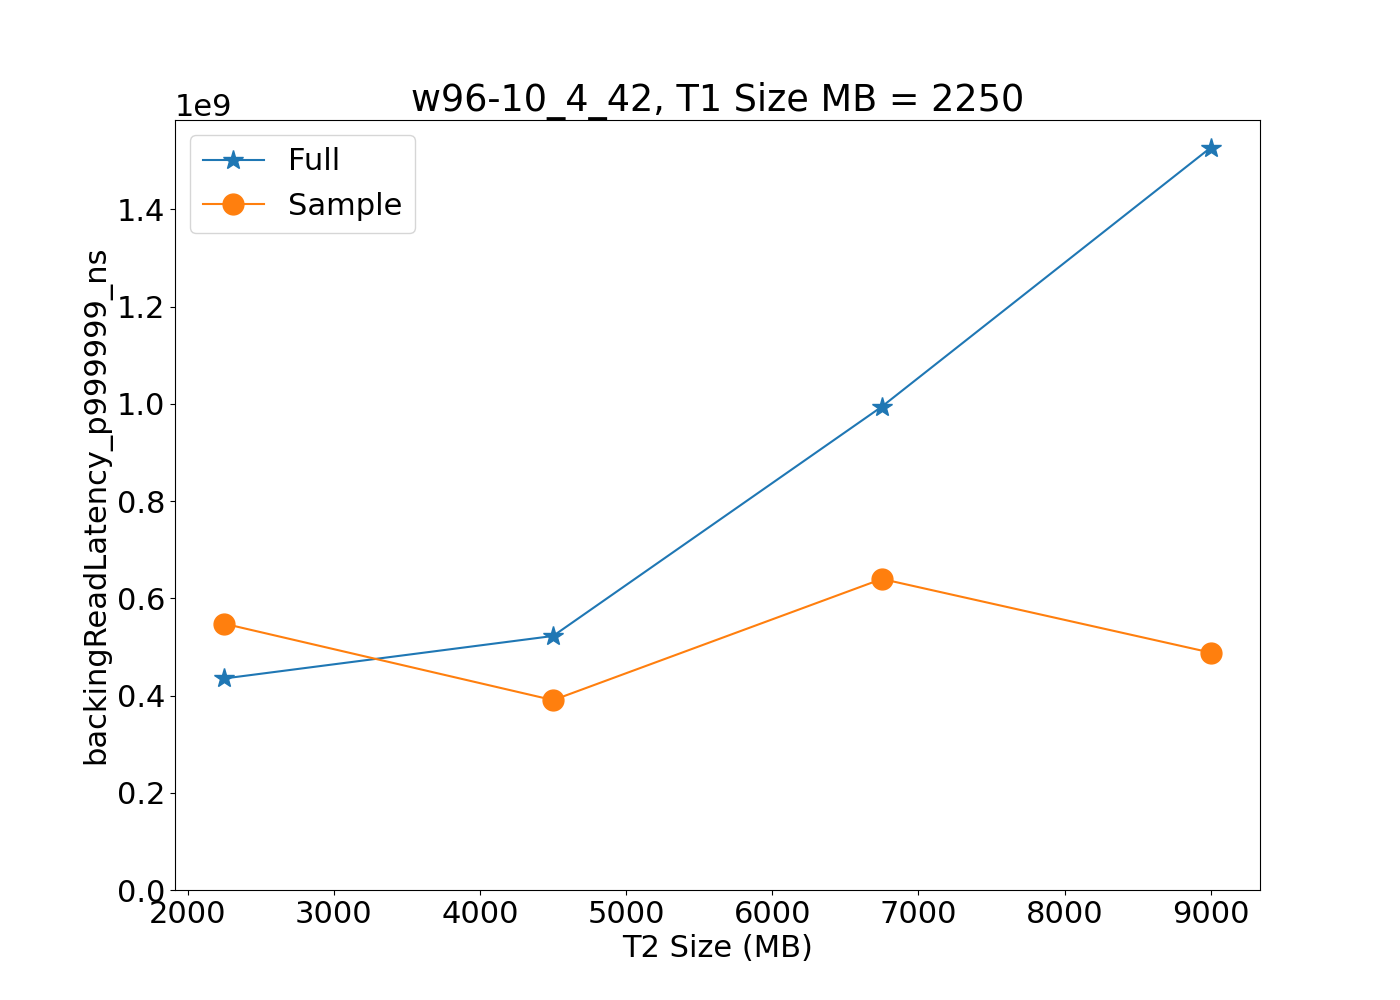 w96-10_4_42, T1 Size MB = 2250
1e9
Full
Sample
1.4
1.2
1.0
0.8
0.6
0.4
0.2
0.0
backingReadLatency_p999999_ns
2000 3000 4000 5000 6000 7000 8000 9000
T2 Size (MB)